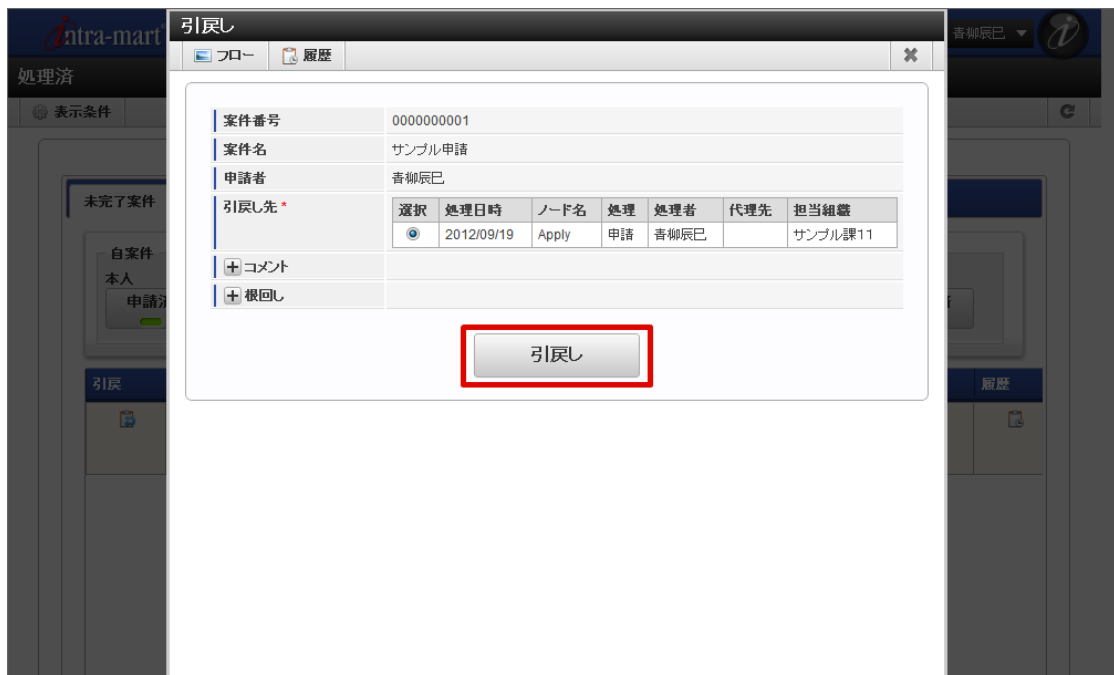 引戻し
intra-mart
青柳辰巳
フロー 履歴
処理済
表示条件
案件番号 0000000001
案件名 サンプル申請
申請者 青柳辰巳
引戻し先 *
選択 処理日時 ノード名 処理 処理者 代理先 担当組織
2012/09/19 Apply 申請 青柳辰巳 サンプル課11
コメント
根回し
引戻し
未完了案件
自案件
本人
申請済
引戻
履歴